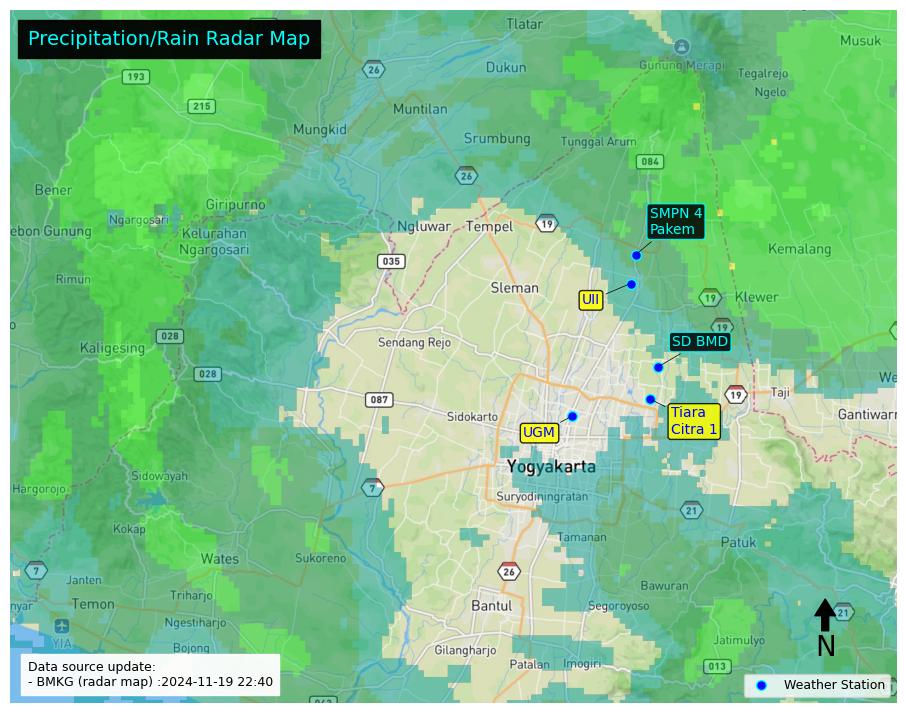 Precipitation/Rain Radar Map
Tlatar
Musuk
26
193
Dukun
Gunung Merapi
Tegalrejo
Ngelo
215
Muntilan
Mungkid
Srumbung
Tunggal Arum
084
26
Bener
Giripurno
Ngargosari
SMPN 4
Pakem
ebon Gunung
Kelurahan
Ngargosari
Ngluwar
Tempel
19
Kemalang
035
Rimun
Sleman
UII
19
Klewer
19
028
Kaligesing
Sendang Rejo
SD BMD
028
We
087
19
Taji
Sidokarto
Tiara
Citra 1
Gantiwarn
UGM
Yogyakarta
Sidowayah
Hargorojo
7
Suryodiningratan
21
Kokap
Tamanan
Patuk
Wates
Sukoreno
7
Janten
26
Bawuran
Temon
Triharjo
nyar
Bantul
Segoroyoso
21
Ngestiharjo
YIA
Jatimulyo
Bojong
Gilangharjo
N
Patalan
Imogiri
013
Data source update:
- BMKG (radar map) :2024-11-19 22:40
Weather Station